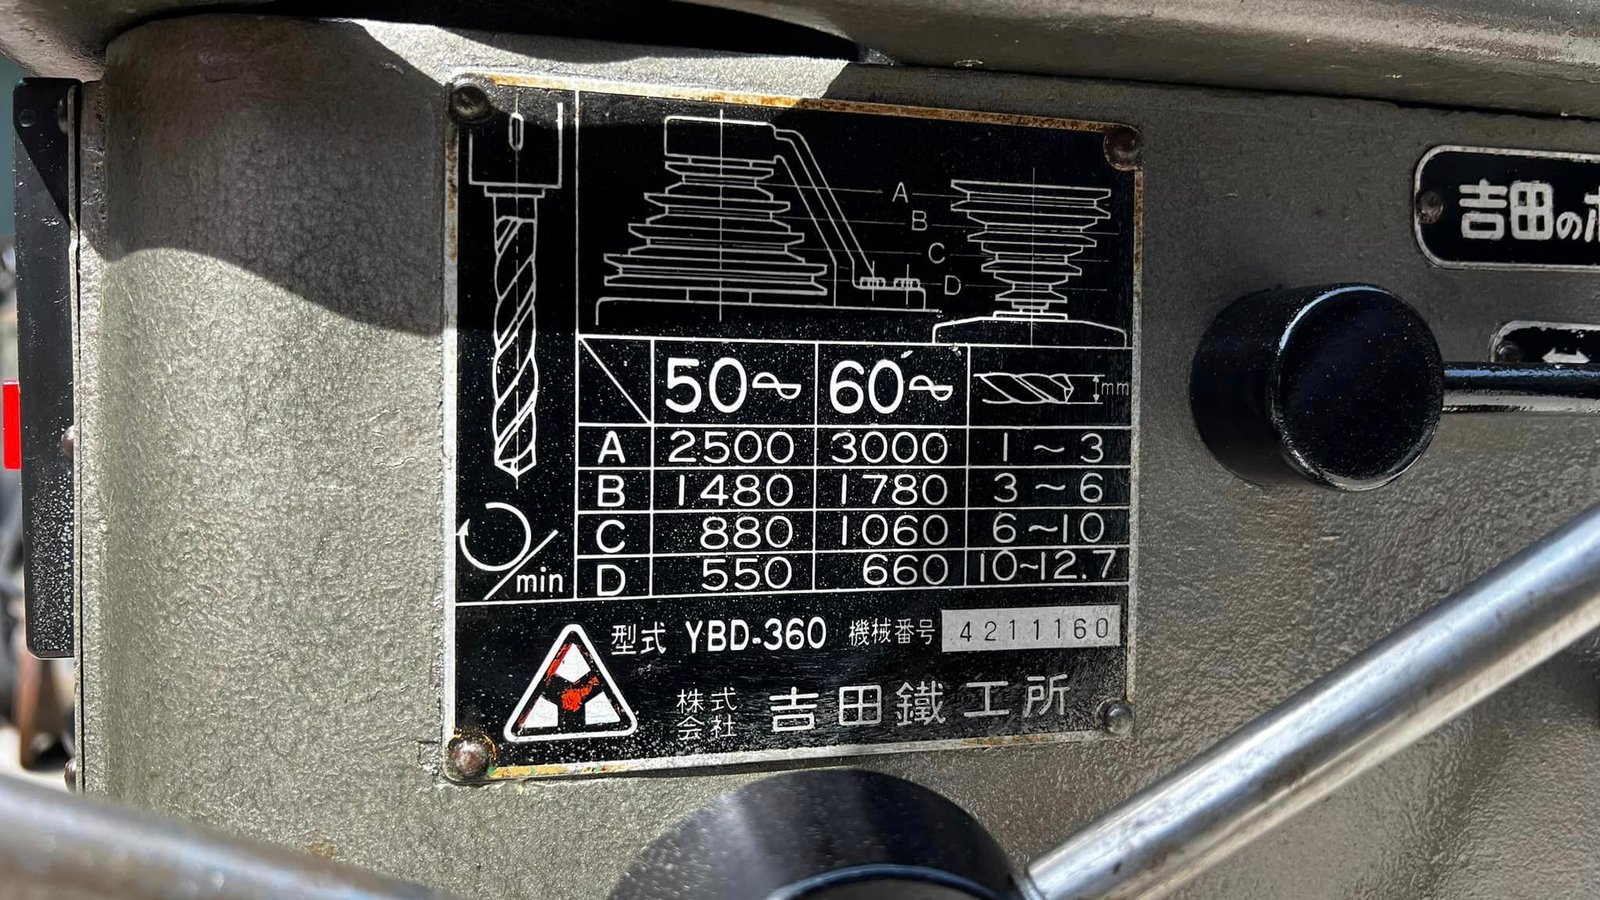 A
B
C
D
50~ 60~ mm
A 2500 3000 1~3
B 1480 1780 3~6
C 880 1060 6~10
D 550 660 10~12.7
/min
型式 YBD-360 機械番号 4211160
株式会社 吉田鐵工所
吉田のボ